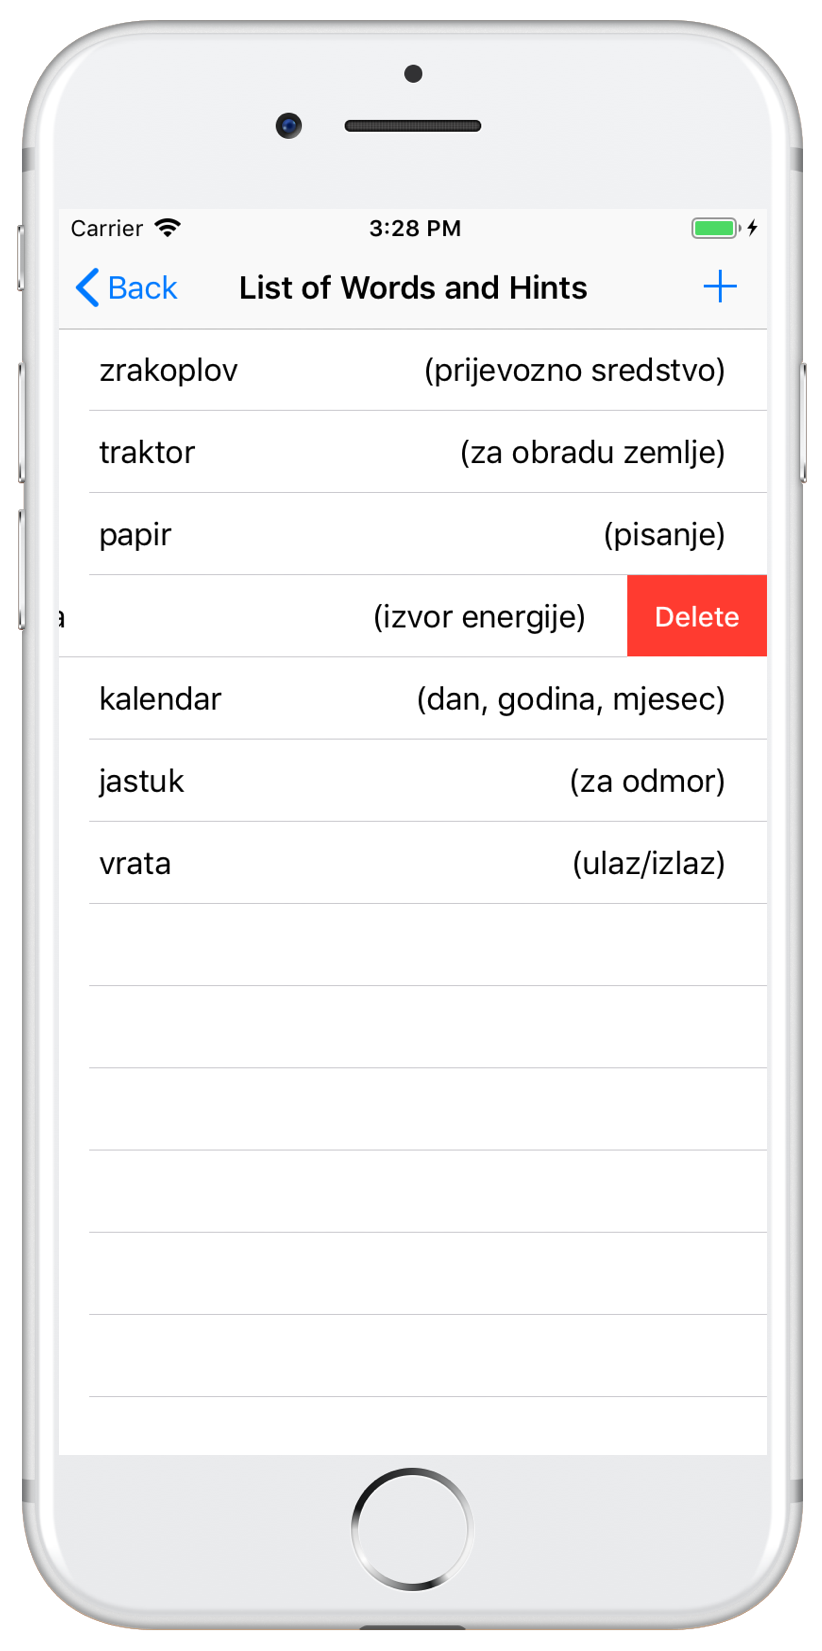 Carrier 3:28 PM
Back List of Words and Hints +
zrakoplov (prijevozno sredstvo)
traktor (za obradu zemlje)
papir (pisanje)
a (izvor energije) Delete
kalendar (dan, godina, mjesec)
jastuk (za odmor)
vrata (ulaz/izlaz)